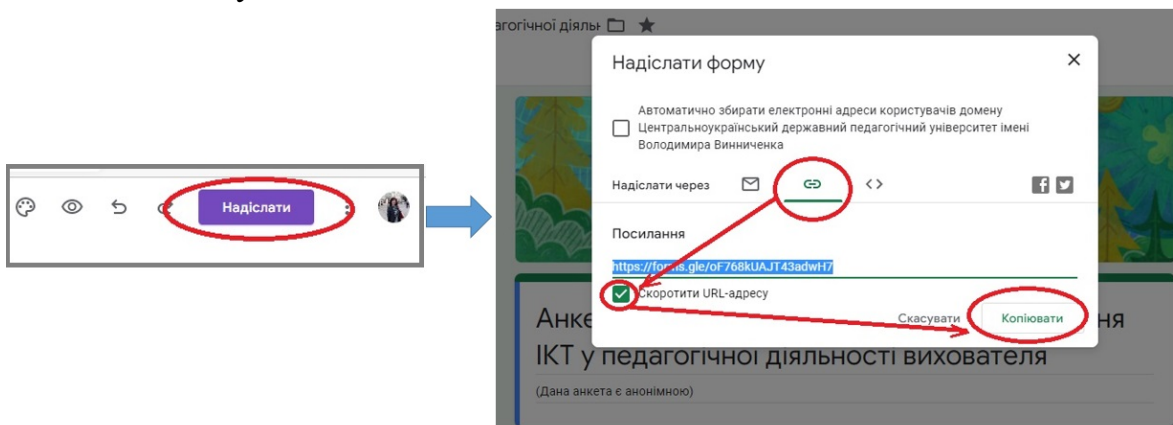 Надіслати
агогічної діяльн
Надіслати форму
Автоматично збирати електронні адреси користувачів домену
Центральноукраїнський державний педагогічний університет імені
Володимира Винниченка
Надіслати через
Посилання
https://forms.gle/oF768kUAJT43adwH7
Скоротити URL-адресу
Скасувати
Копіювати
Анке ня
ІКТ у педагогічної діяльності вихователя
(Дана анкета є анонімною)